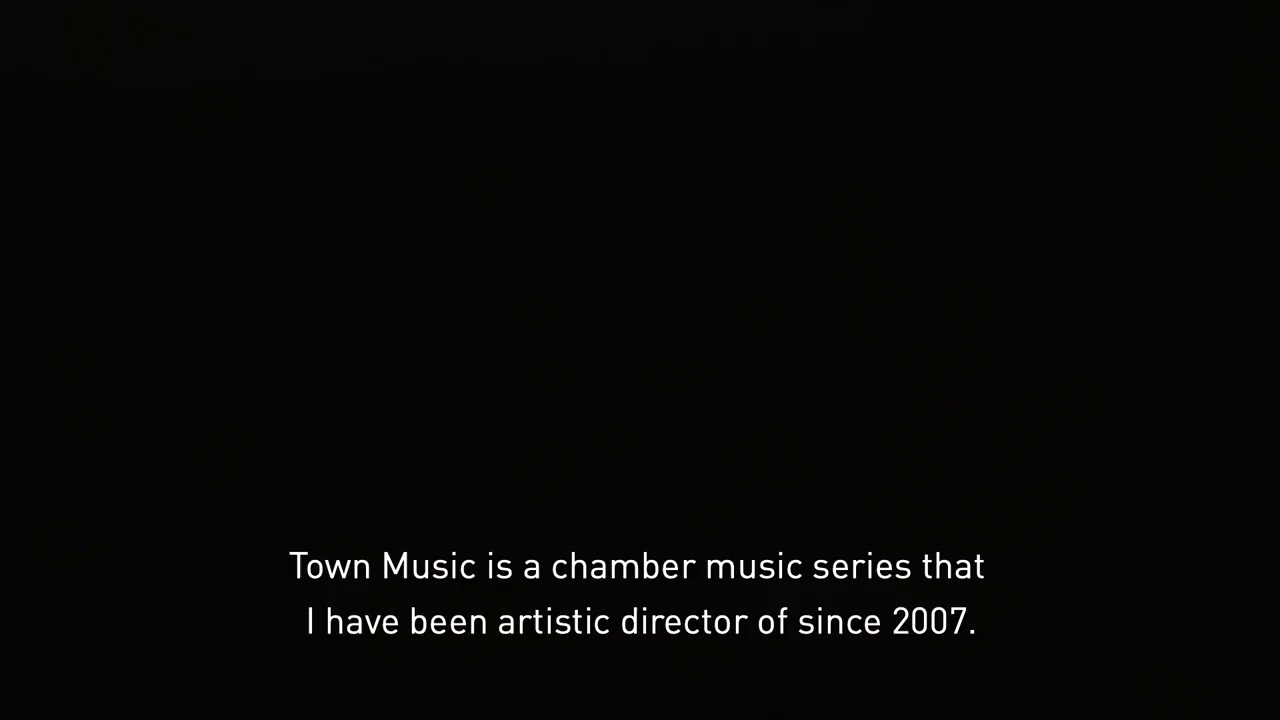 Town Music is a chamber music series that
I have been artistic director of since 2007.